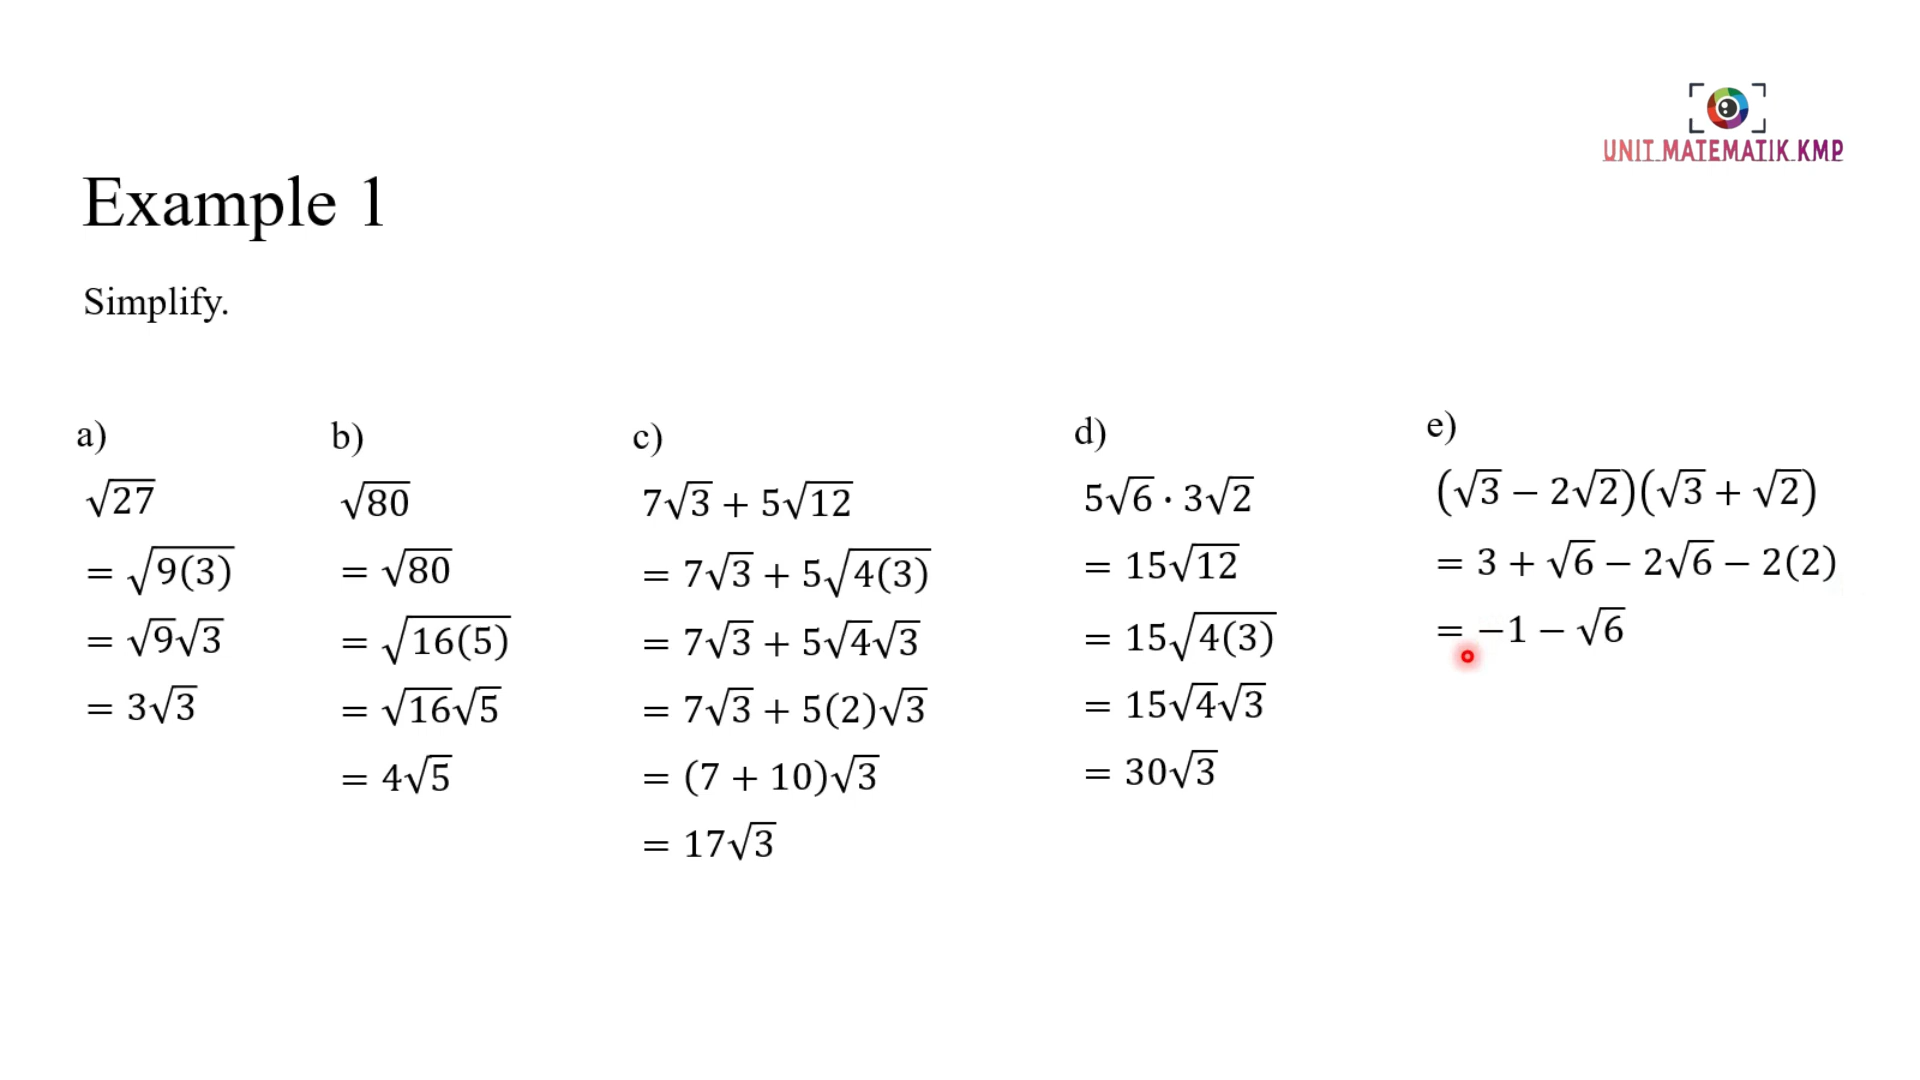 UNIT.MATEMATIK.KMP
Example 1
Simplify.
a)
√27
= √9(3)
= √9√3
= 3√3
b)
√80
= √80
= √16(5)
= √16√5
= 4√5
c)
7√3 + 5√12
= 7√3 + 5√4(3)
= 7√3 + 5√4√3
= 7√3 + 5(2)√3
= (7 + 10)√3
= 17√3
d)
5√6 · 3√2
= 15√12
= 15√4(3)
= 15√4√3
= 30√3
e)
(√3 − 2√2)(√3 + √2)
= 3 + √6 − 2√6 − 2(2)
= −1 − √6